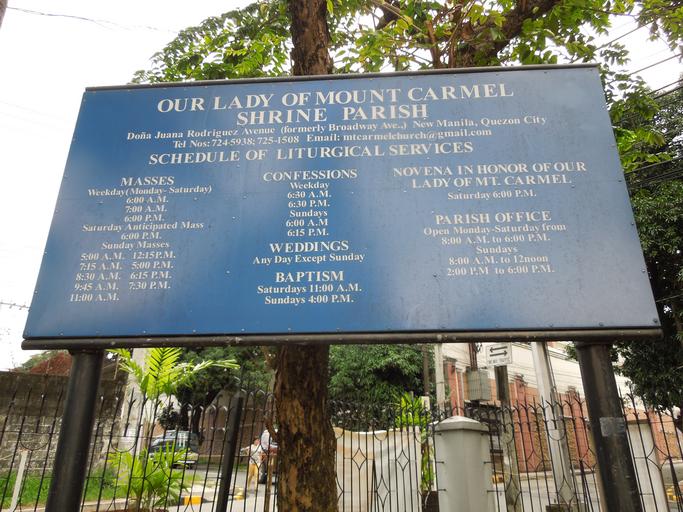 OUR LADY OF MOUNT CARMEL
SHRINE PARISH
Doña Juana Rodriguez Avenue (formerly Broadway Ave.,) New Manila, Quezon City
Tel Nos: 724-5938; 725-1508 Email: mtcarmelchurch@gmail.com
SCHEDULE OF LITURGICAL SERVICES
MASSES
Weekday(Monday- Saturday)
6:00 A.M.
7:00 A.M.
6:00 P.M.
Saturday Anticipated Mass
6:00 P.M.
Sunday Masses
5:00 A.M. 12:15 P.M.
7:15 A.M. 5:00 P.M.
8:30 A.M. 6:15 P.M.
9:45 A.M. 7:30 P.M.
11:00 A.M.
CONFESSIONS
Weekday
6:30 A.M.
6:30 P.M.
Sundays
6:00 A.M
6:15 P.M.
WEDDINGS
Any Day Except Sunday
BAPTISM
Saturdays 11:00 A.M.
Sundays 4:00 P.M.
NOVENA IN HONOR OF OUR
LADY OF MT. CARMEL
Saturday 6:00 P.M.
PARISH OFFICE
Open Monday-Saturday from
8:00 A.M. to 6:00 P.M.
Sundays
8:00 A.M. to 12noon
2:00 P.M to 6:00 P.M.